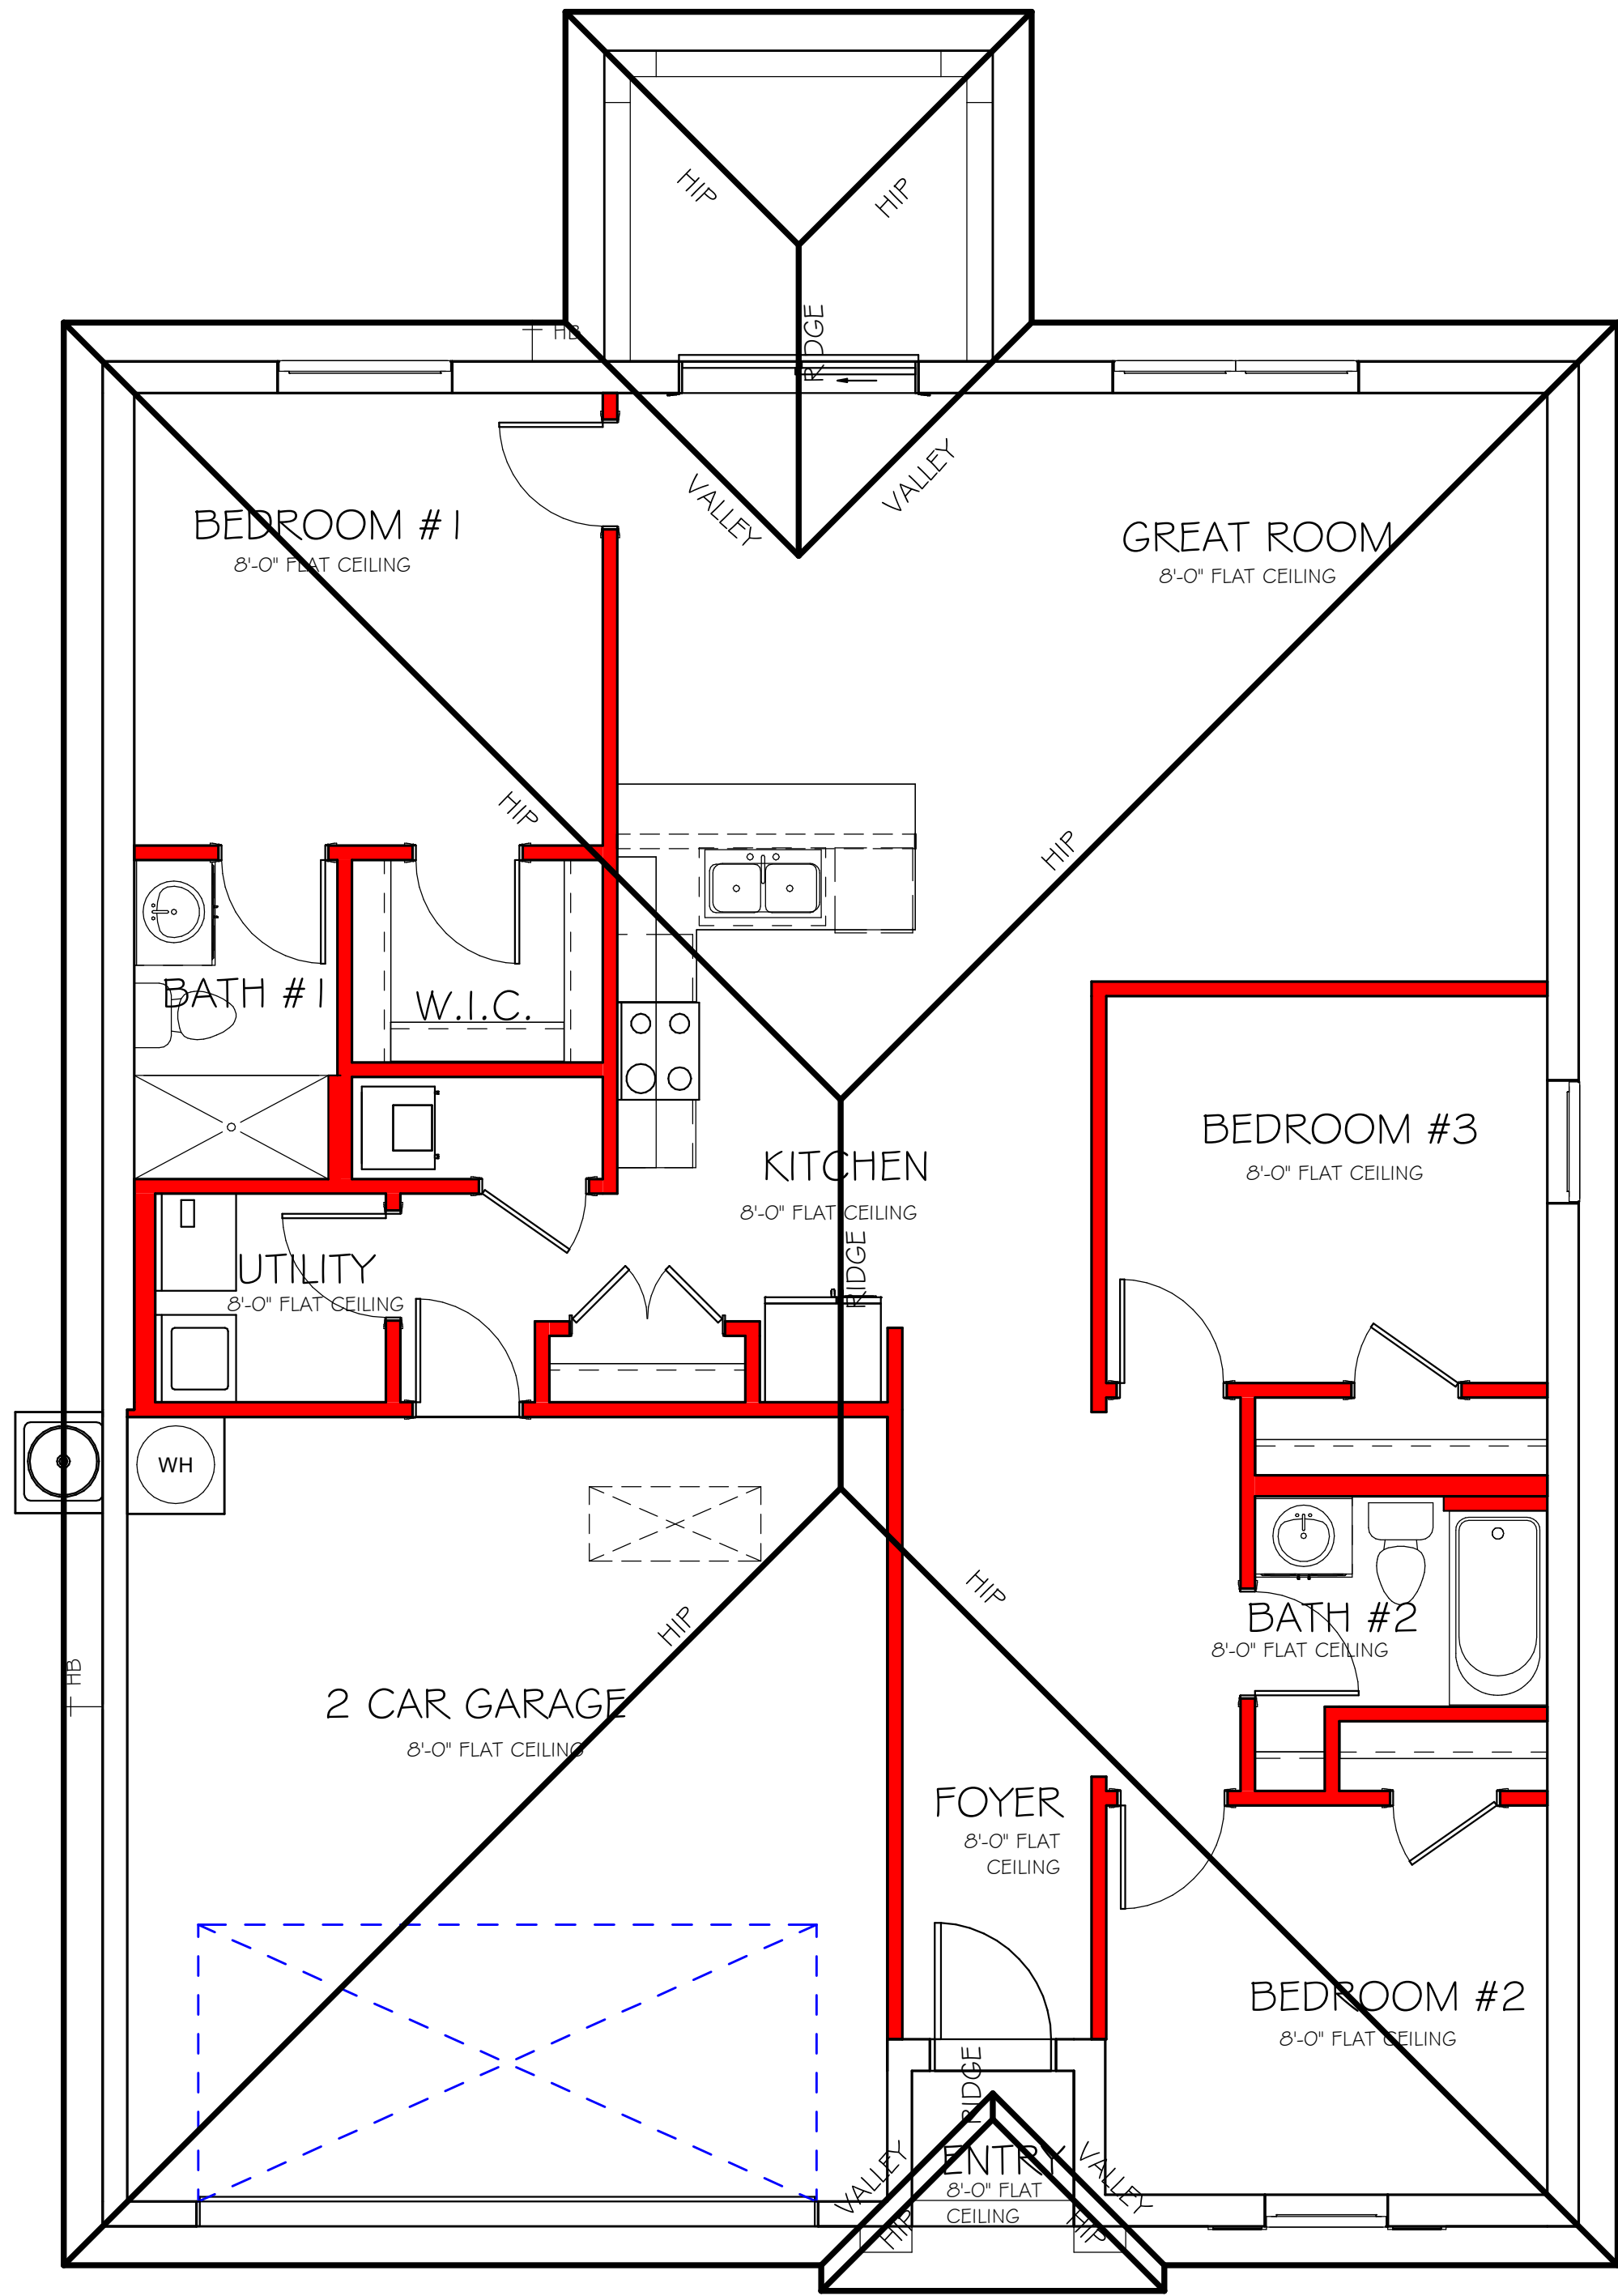 HIP
HIP
RIDGE
HB
VALLEY
VALLEY
BEDROOM #1
8'-0" FLAT CEILING
GREAT ROOM
8'-0" FLAT CEILING
HIP
HIP
BATH #1
W.I.C.
BEDROOM #3
8'-0" FLAT CEILING
KITCHEN
8'-0" FLAT CEILING
RIDGE
UTILITY
8'-0" FLAT CEILING
WH
HIP
HIP
BATH #2
8'-0" FLAT CEILING
HB
2 CAR GARAGE
8'-0" FLAT CEILING
FOYER
8'-0" FLAT
CEILING
BEDROOM #2
8'-0" FLAT CEILING
RIDGE
VALLEY
ENTRY
VALLEY
8'-0" FLAT
CEILING
HIP
HIP